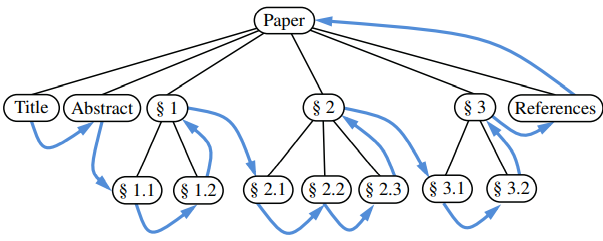 Paper
Title Abstract § 1 § 2 § 3 References
§ 1.1 § 1.2 § 2.1 § 2.2 § 2.3 § 3.1 § 3.2